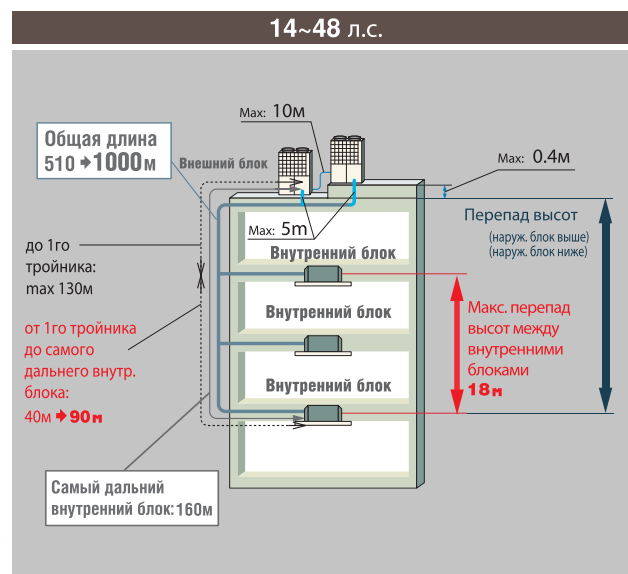 14~48 л.с.
Max: 10м
Общая длина
510 → 1000 м
Внешний блок
Max: 0.4м
Перепад высот
(наруж. блок выше)
(наруж. блок ниже)
Max: 5m
Внутренний блок
до 1го
тройника:
max 130м
Внутренний блок
Макс. перепад
высот между
внутренними
блоками
18м
от 1го тройника
до самого
дальнего внутр.
блока:
40м → 90м
Внутренний блок
Самый дальний
внутренний блок: 160м